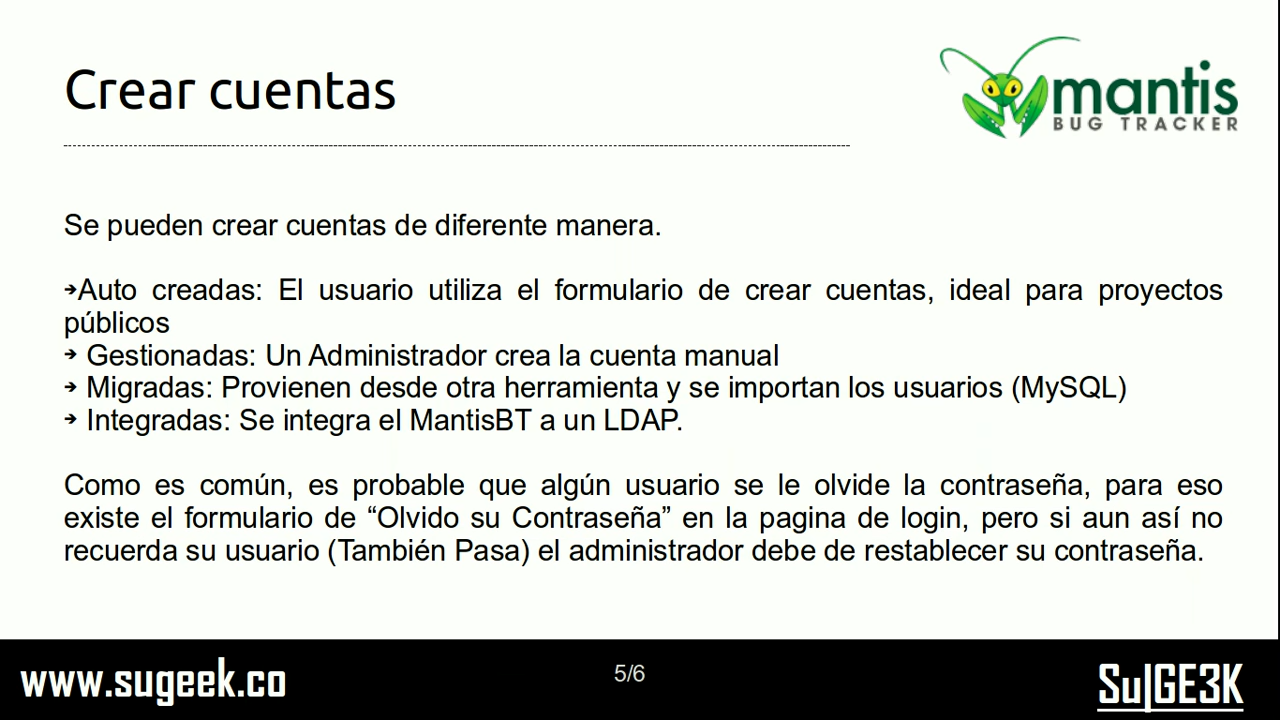 Crear cuentas
mantis
BUG TRACKER
Se pueden crear cuentas de diferente manera.
➔Auto creadas: El usuario utiliza el formulario de crear cuentas, ideal para proyectos
públicos
➔ Gestionadas: Un Administrador crea la cuenta manual
➔ Migradas: Provienen desde otra herramienta y se importan los usuarios (MySQL)
➔ Integradas: Se integra el MantisBT a un LDAP.
Como es común, es probable que algún usuario se le olvide la contraseña, para eso
existe el formulario de “Olvido su Contraseña” en la pagina de login, pero si aun así no
recuerda su usuario (También Pasa) el administrador debe de restablecer su contraseña.
www.sugeek.co
5/6
Su|GE3K